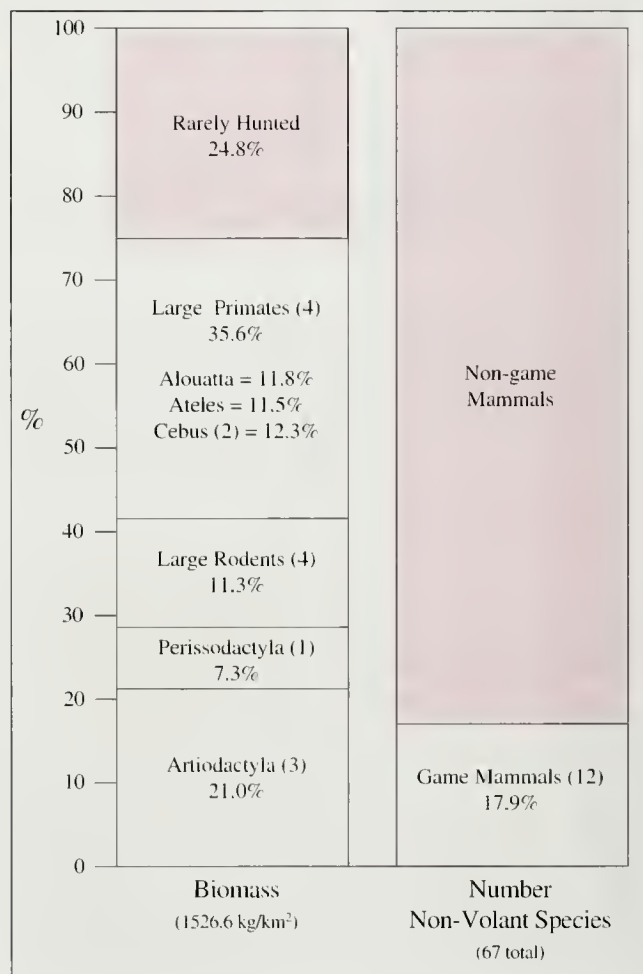 100
90
80
70
60
50
40
30
20
10
0
%
Rarely Hunted
24.8%
Large Primates (4)
35.6%
Alouatta = 11.8%
Ateles = 11.5%
Cebus (2) = 12.3%
Large Rodents (4)
11.3%
Perissodactyla (1)
7.3%
Artiodactyla (3)
21.0%
Biomass
(1526.6 kg/km²)
Non-game
Mammals
Game Mammals (12)
17.9%
Number
Non-Volant Species
(67 total)